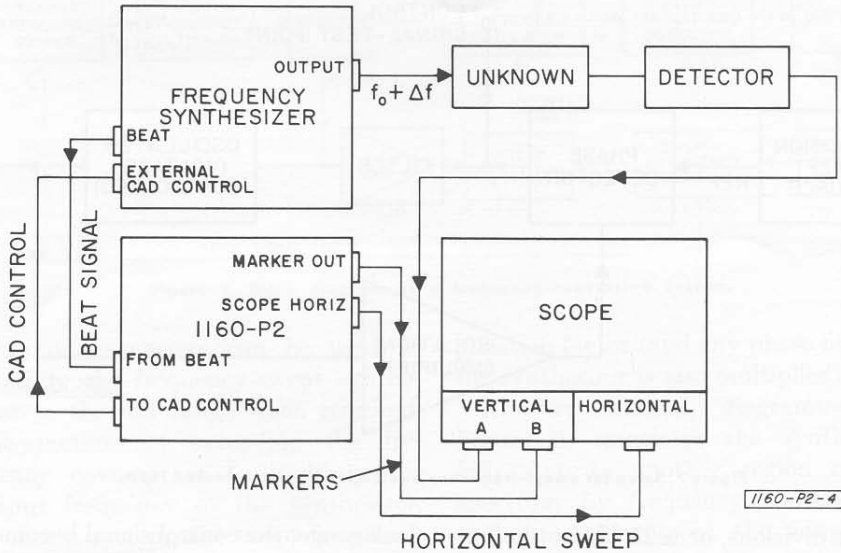 OUTPUT
FREQUENCY
SYNTHESIZER
BEAT
EXTERNAL
CAD CONTROL
f₀ + Δf
UNKNOWN
DETECTOR
CAD CONTROL
BEAT SIGNAL
MARKER OUT
SCOPE HORIZ
1160-P2
FROM BEAT
TO CAD CONTROL
SCOPE
VERTICAL
A B
HORIZONTAL
MARKERS
HORIZONTAL SWEEP
1160-P2-4